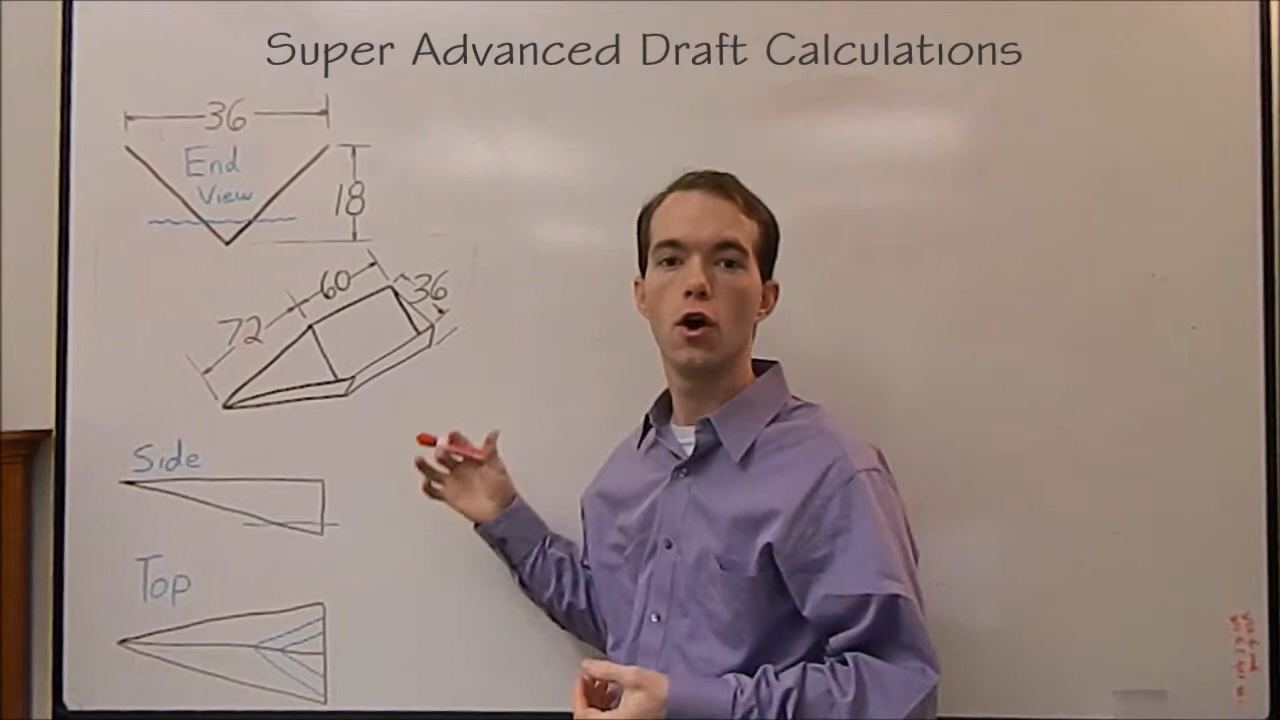 Super Advanced Draft Calculations
36
End
View
18
60
36
72
Side
Top